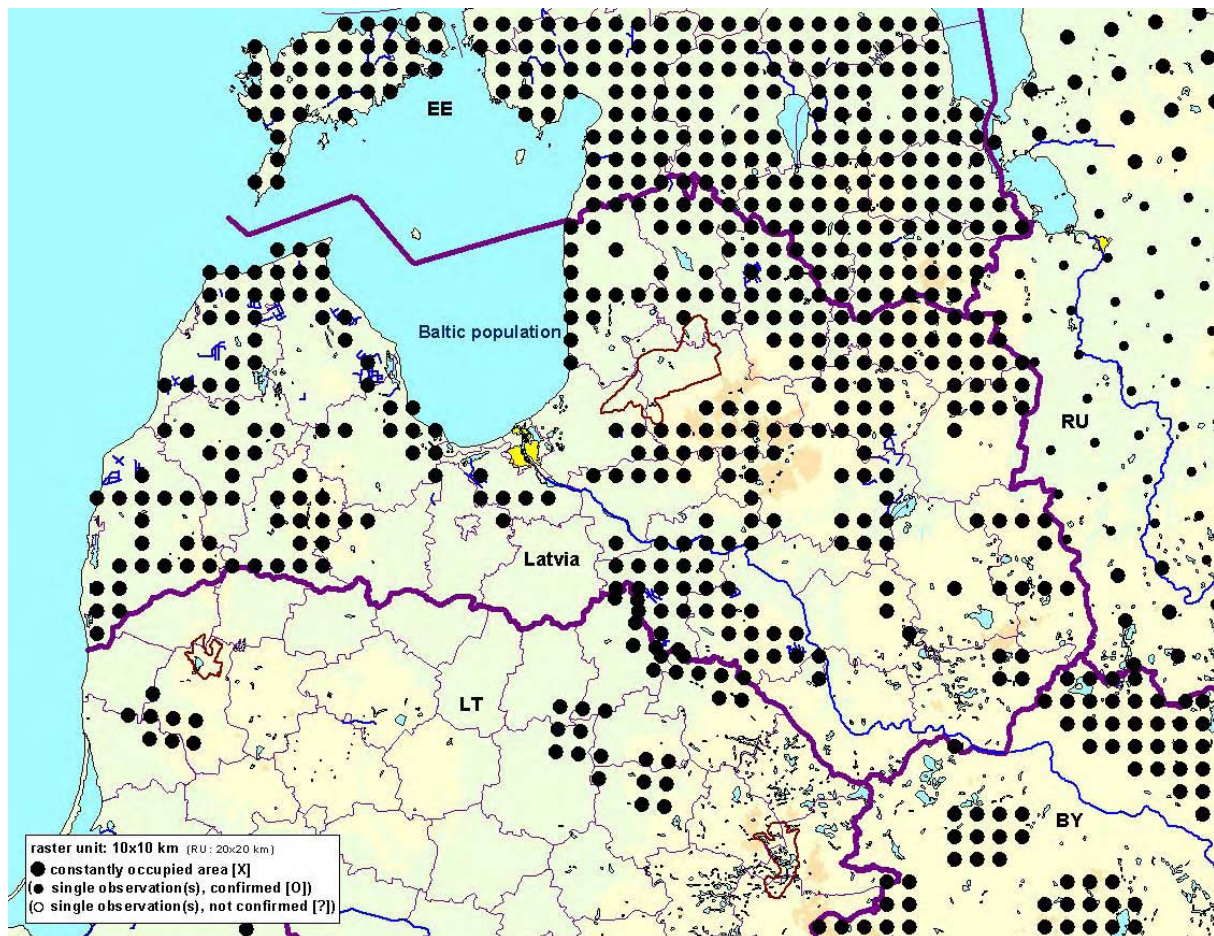 EE
Baltic population
RU
Latvia
LT
BY
raster unit: 10x10 km (RU: 20x20 km)
constantly occupied area [X]
( single observation(s), confirmed [O])
( single observation(s), not confirmed [?])